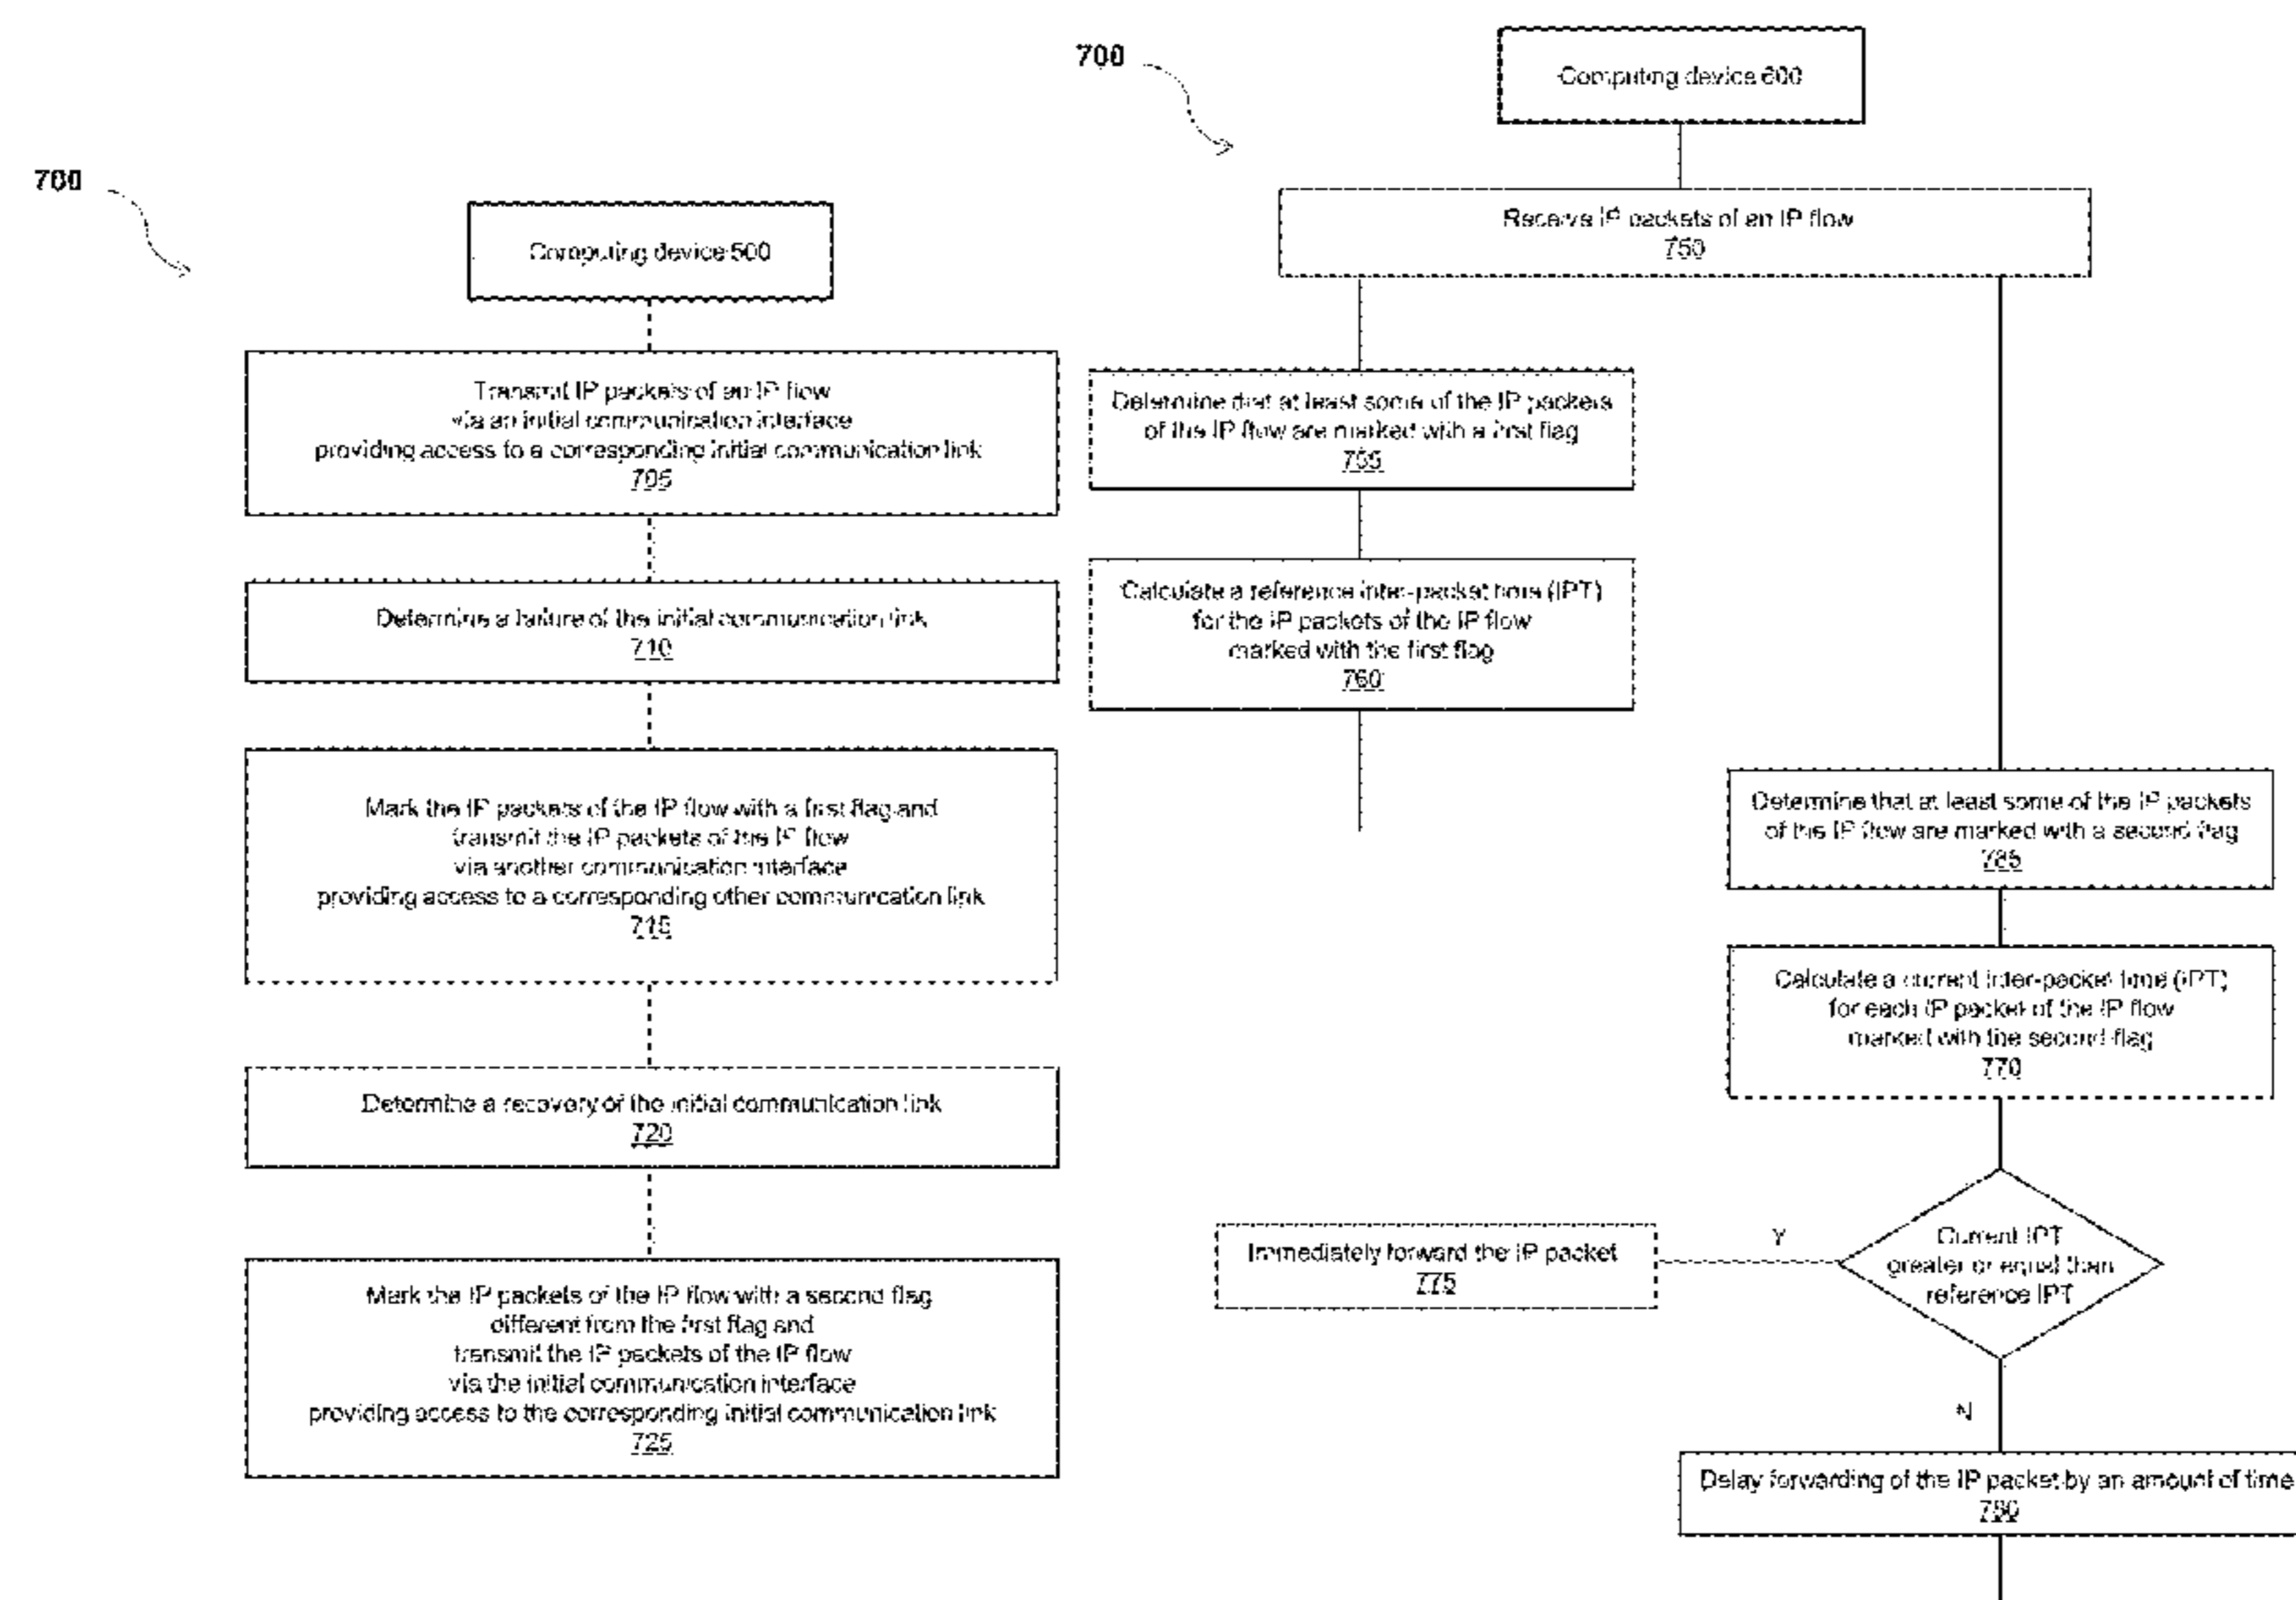 700
Computing device 500
Transmit IP packets of an IP flow
via an initial communication interface
providing access to a corresponding initial communication link
705
Determine a failure of the initial communication link
710
Mark the IP packets of the IP flow with a first flag and
transmit the IP packets of the IP flow
via another communication interface
providing access to a corresponding other communication link
715
Determine a recovery of the initial communication link
720
Mark the IP packets of the IP flow with a second flag
different from the first flag and
transmit the IP packets of the IP flow
via the initial communication interface
providing access to the corresponding initial communication link
725
700
Computing device 600
Receive IP packets of an IP flow
750
Determine that at least some of the IP packets
of the IP flow are marked with a first flag
755
Calculate a reference inter-packet time (IPT)
for the IP packets of the IP flow
marked with the first flag
760
Determine that at least some of the IP packets
of the IP flow are marked with a second flag
765
Calculate a current inter-packet time (IPT)
for each IP packet of the IP flow
marked with the second flag
770
Current IPT
greater or equal than
reference IPT
Y
Immediately forward the IP packet
775
N
Delay forwarding of the IP packet by an amount of time
780